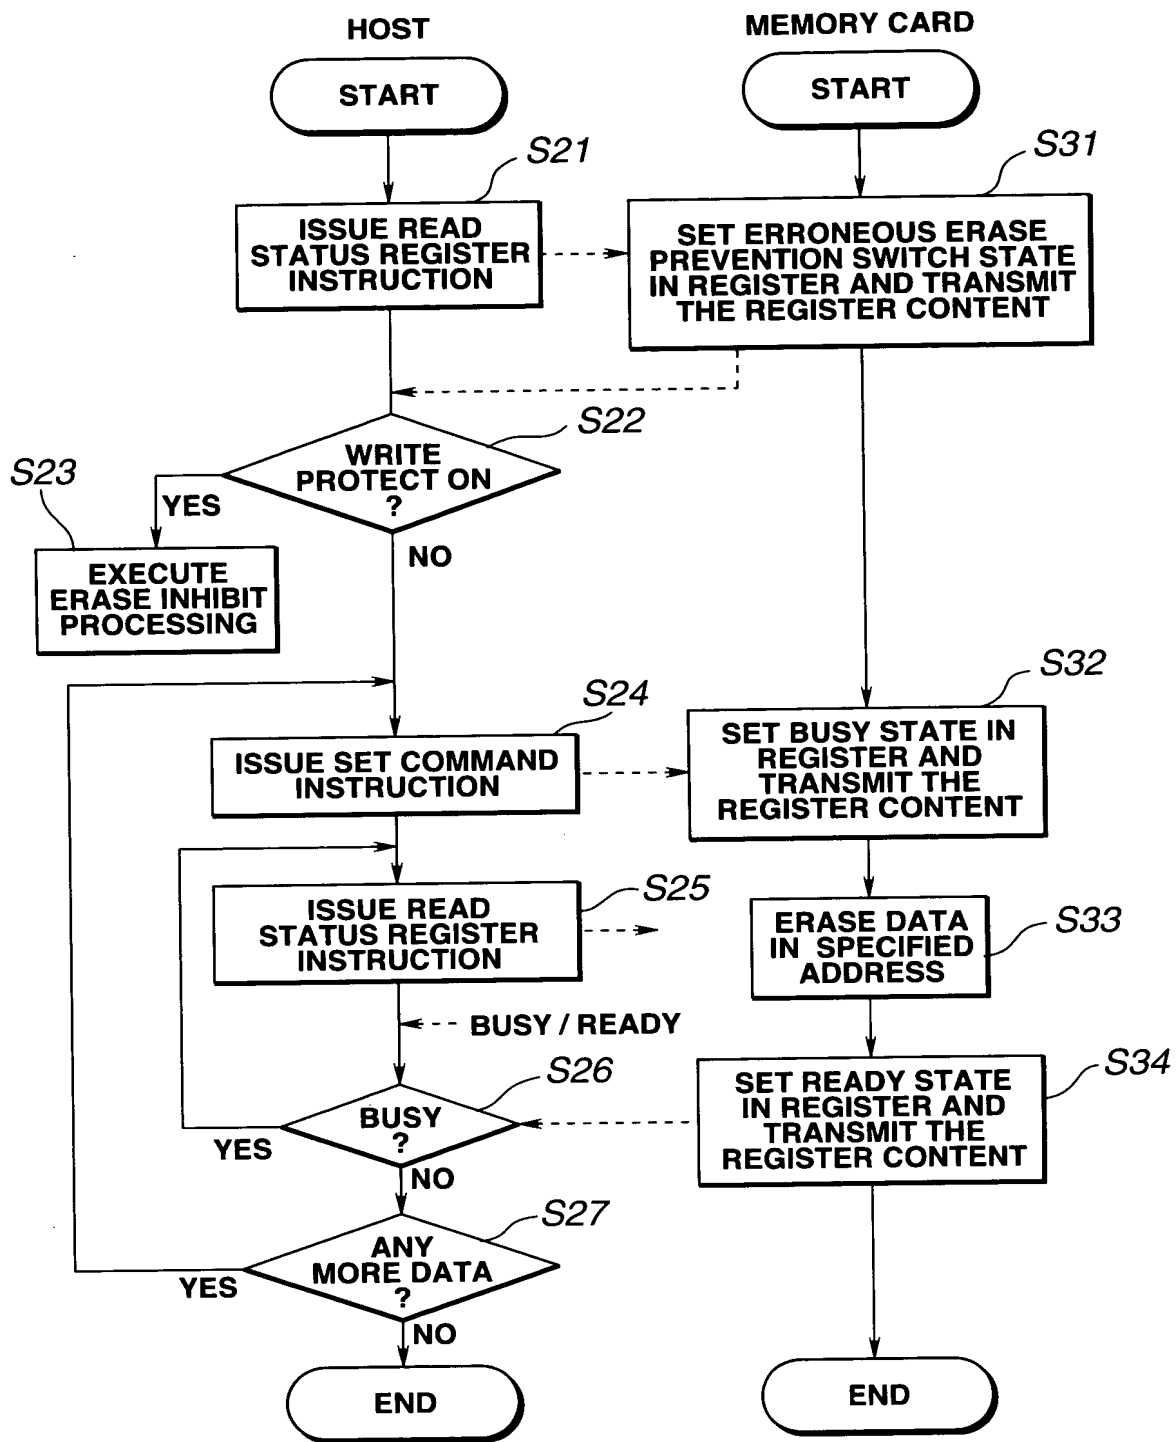 HOST
MEMORY CARD
START
START
S21
S31
ISSUE READ
STATUS REGISTER
INSTRUCTION
SET ERRONEOUS ERASE
PREVENTION SWITCH STATE
IN REGISTER AND TRANSMIT
THE REGISTER CONTENT
S22
WRITE
PROTECT ON
?
S23
YES
NO
EXECUTE
ERASE INHIBIT
PROCESSING
S24
S32
ISSUE SET COMMAND
INSTRUCTION
SET BUSY STATE IN
REGISTER AND
TRANSMIT THE
REGISTER CONTENT
S25
ISSUE READ
STATUS REGISTER
INSTRUCTION
S33
ERASE DATA
IN SPECIFIED
ADDRESS
BUSY / READY
S26
S34
BUSY
?
YES
NO
SET READY STATE
IN REGISTER AND
TRANSMIT THE
REGISTER CONTENT
S27
ANY
MORE DATA
?
YES
NO
END
END